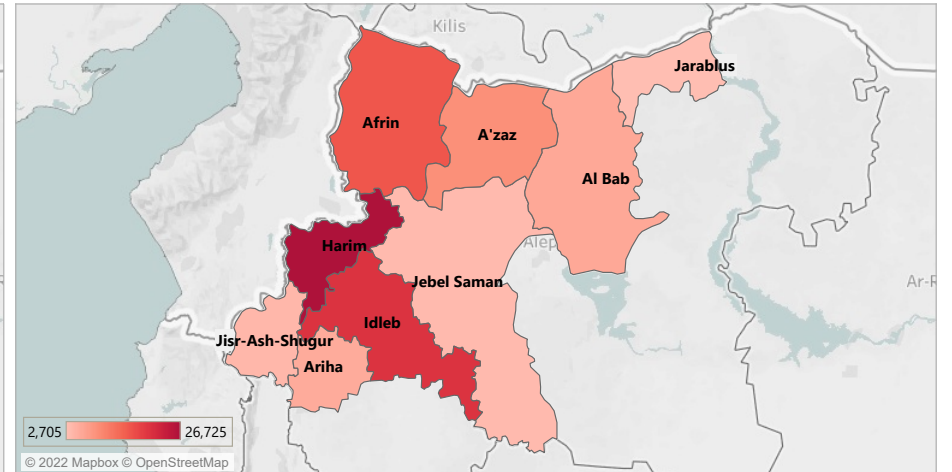 Kilis
Jarablus
Afrin
A'zaz
Al Bab
Harim
Alep
Jebel Saman
Ar-R
Idleb
Jisr-Ash-Shugur
Ariha
2,705
26,725
© 2022 Mapbox © OpenStreetMap